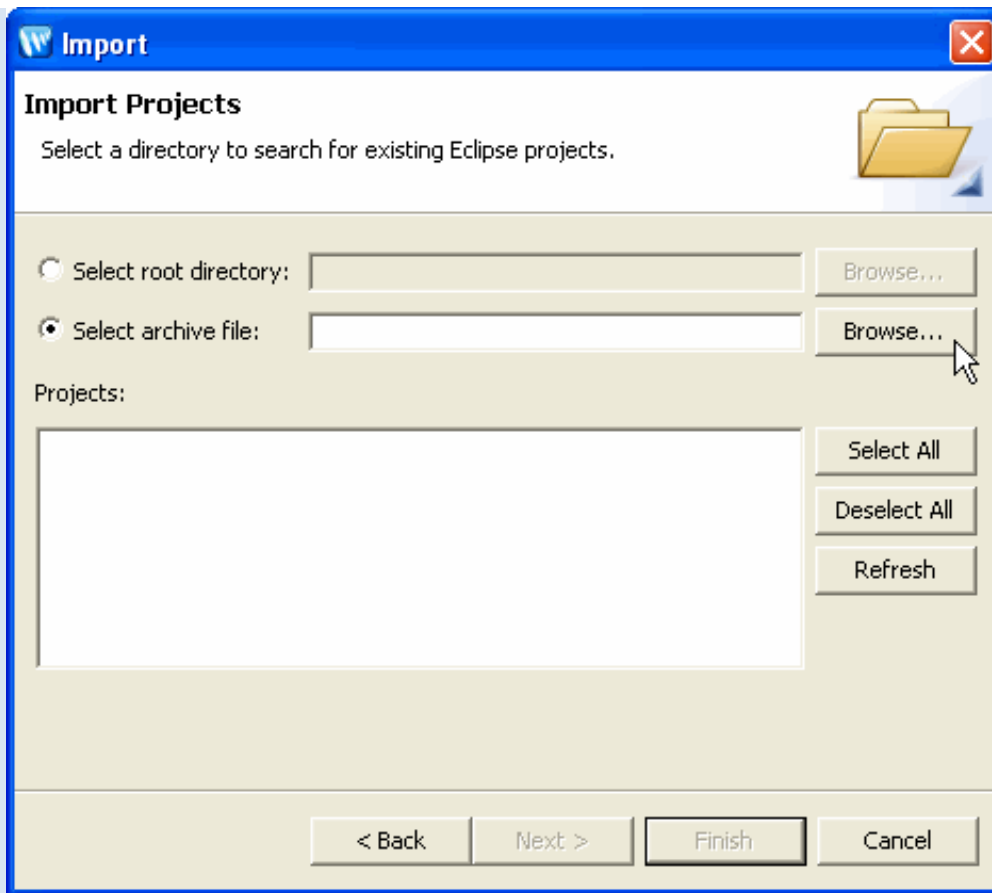 Import
Import Projects
Select a directory to search for existing Eclipse projects.
Select root directory: Browse...
Select archive file: Browse...
Projects:
Select All
Deselect All
Refresh
< Back Next > Finish Cancel